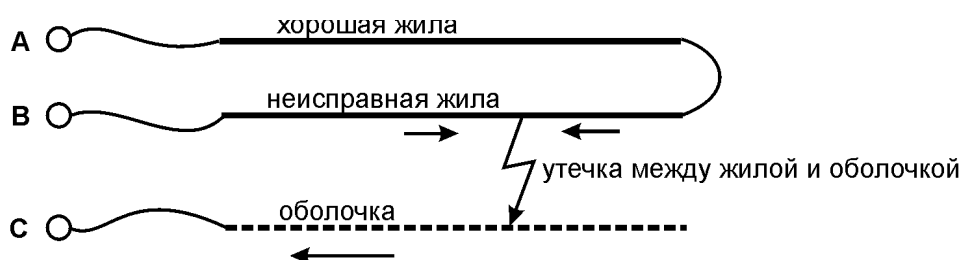 хорошая жила
A
неисправная жила
B
утечка между жилой и оболочкой
оболочка
C